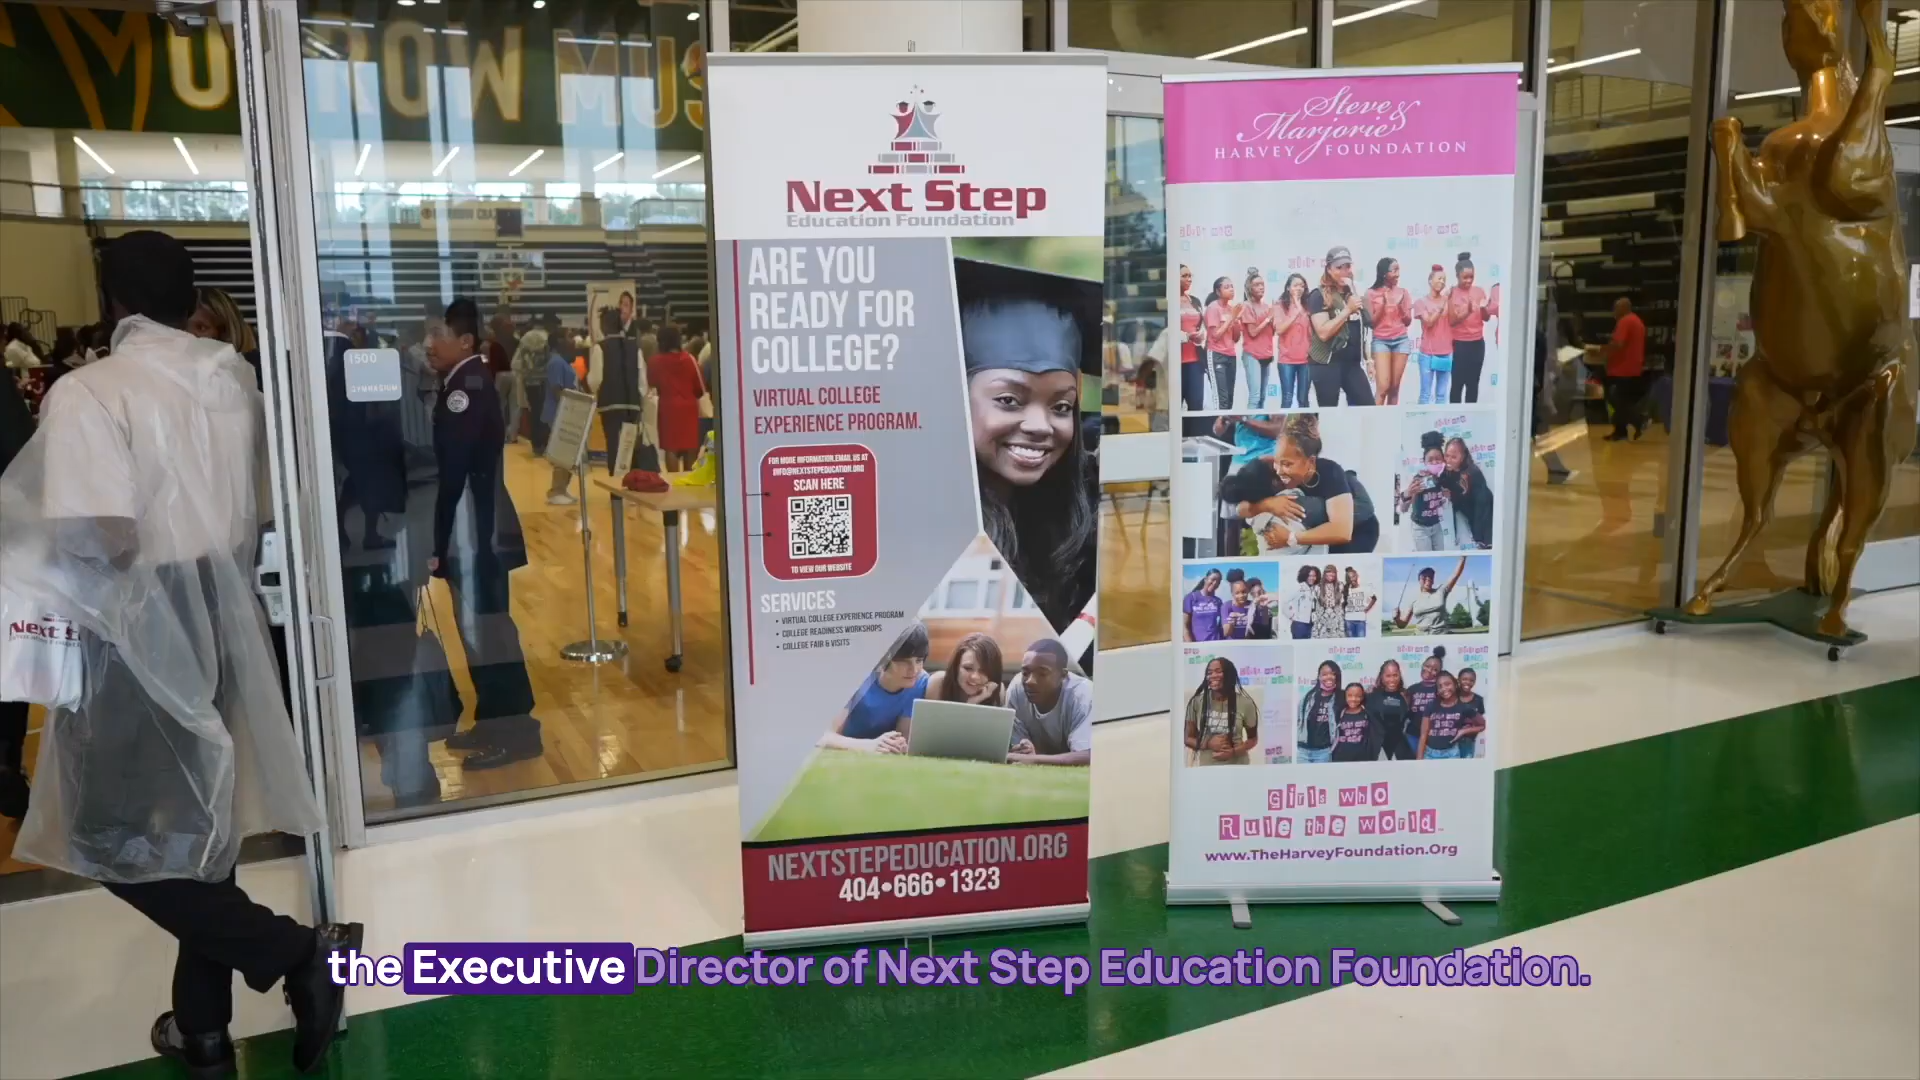 1500
GYMNASIUM
Next Step
Education Foundation
ARE YOU
READY FOR
COLLEGE?
VIRTUAL COLLEGE
EXPERIENCE PROGRAM.
FOR MORE INFORMATION,EMAIL US AT
INFO@NEXTSTEPEDUCATION.ORG
SCAN HERE
TO VIEW OUR WEBSITE
SERVICES
• VIRTUAL COLLEGE EXPERIENCE PROGRAM
• COLLEGE READINESS WORKSHOPS
• COLLEGE FAIR & VISITS
NEXTSTEPEDUCATION.ORG
404•666•1323
Steve &
Marjorie
HARVEY FOUNDATION
Girls who
Rule the world
www.TheHarveyFoundation.Org
Next
the Executive Director of Next Step Education Foundation.